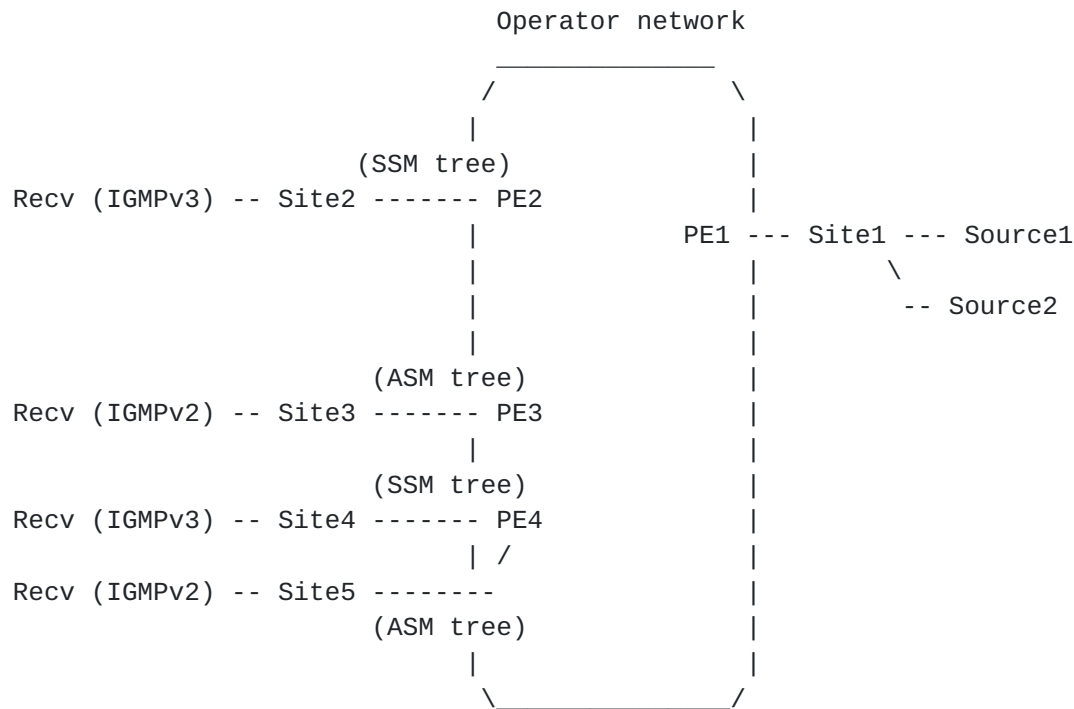 Operator network
(SSM tree)
Recv (IGMPv3) -- Site2 ------- PE2
PE1 --- Site1 --- Source1
-- Source2
(ASM tree)
Recv (IGMPv2) -- Site3 ------- PE3
(SSM tree)
Recv (IGMPv3) -- Site4 ------- PE4
Recv (IGMPv2) -- Site5 --------
(ASM tree)